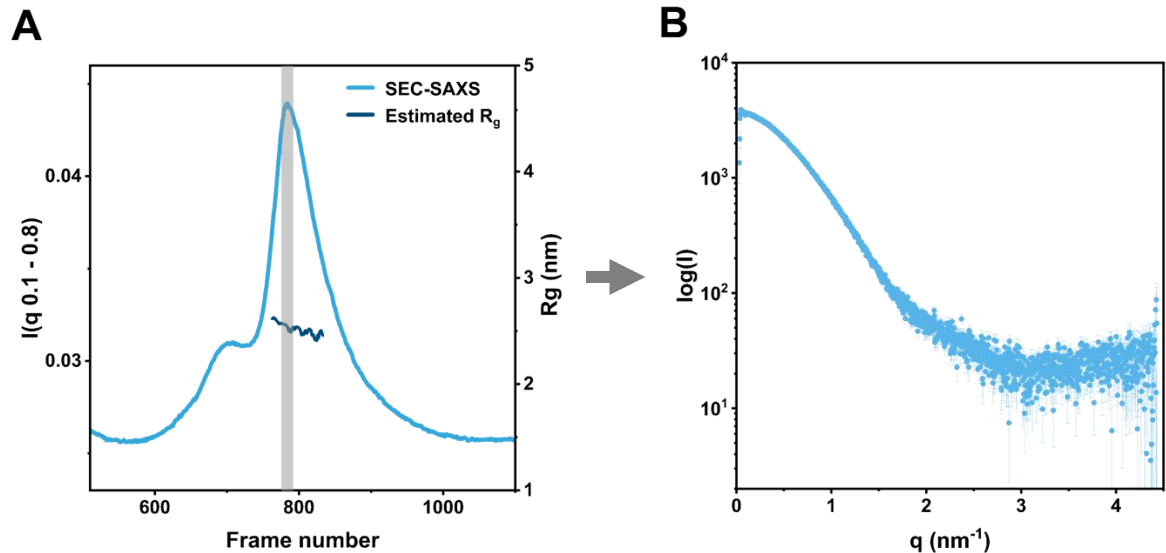 A
I(q 0.1 - 0.8)
0.04
0.03
600
800
1000
Frame number
SEC-SAXS
Estimated Rg
5
4
3
2
1
Rg (nm)
B
log(I)
10⁴
10³
10²
10¹
0
1
2
3
4
q (nm⁻¹)